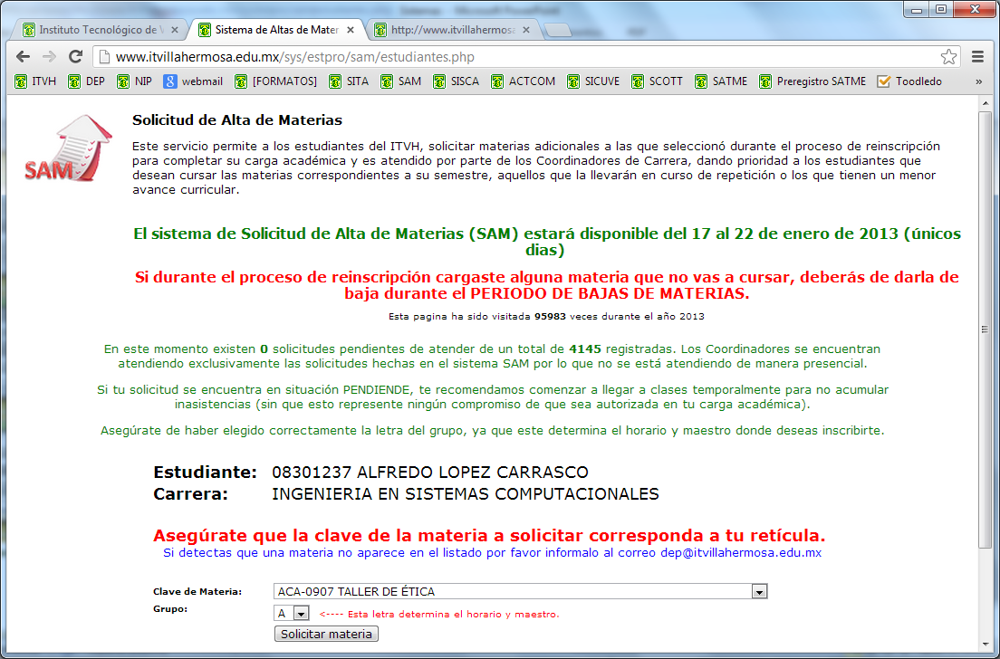 Sistemas - Microsoft PowerPoint
Instituto Tecnológico de V
Sistema de Altas de Mater
http://www.itvillahermosa
www.itvillahermosa.edu.mx/sys/estpro/sam/estudiantes.php
ITVH DEP NIP webmail [FORMATOS] SITA SAM SISCA ACTCOM SICUVE SCOTT SATME Preregistro SATME Toodledo »
SAM
Solicitud de Alta de Materias
Este servicio permite a los estudiantes del ITVH, solicitar materias adicionales a las que seleccionó durante el proceso de reinscripción
para completar su carga académica y es atendido por parte de los Coordinadores de Carrera, dando prioridad a los estudiantes que
desean cursar las materias correspondientes a su semestre, aquellos que la llevarán en curso de repetición o los que tienen un menor
avance curricular.
El sistema de Solicitud de Alta de Materias (SAM) estará disponible del 17 al 22 de enero de 2013 (únicos
dias)
Si durante el proceso de reinscripción cargaste alguna materia que no vas a cursar, deberás de darla de
baja durante el PERIODO DE BAJAS DE MATERIAS.
Esta pagina ha sido visitada 95983 veces durante el año 2013
En este momento existen 0 solicitudes pendientes de atender de un total de 4145 registradas. Los Coordinadores se encuentran
atendiendo exclusivamente las solicitudes hechas en el sistema SAM por lo que no se está atendiendo de manera presencial.
Si tu solicitud se encuentra en situación PENDIENDE, te recomendamos comenzar a llegar a clases temporalmente para no acumular
inasistencias (sin que esto represente ningún compromiso de que sea autorizada en tu carga académica).
Asegúrate de haber elegido correctamente la letra del grupo, ya que este determina el horario y maestro donde deseas inscribirte.
Estudiante: 08301237 ALFREDO LOPEZ CARRASCO
Carrera: INGENIERIA EN SISTEMAS COMPUTACIONALES
Asegúrate que la clave de la materia a solicitar corresponda a tu retícula.
Si detectas que una materia no aparece en el listado por favor informalo al correo dep@itvillahermosa.edu.mx
Clave de Materia: ACA-0907 TALLER DE ÉTICA
Grupo: A <---- Esta letra determina el horario y maestro.
Solicitar materia